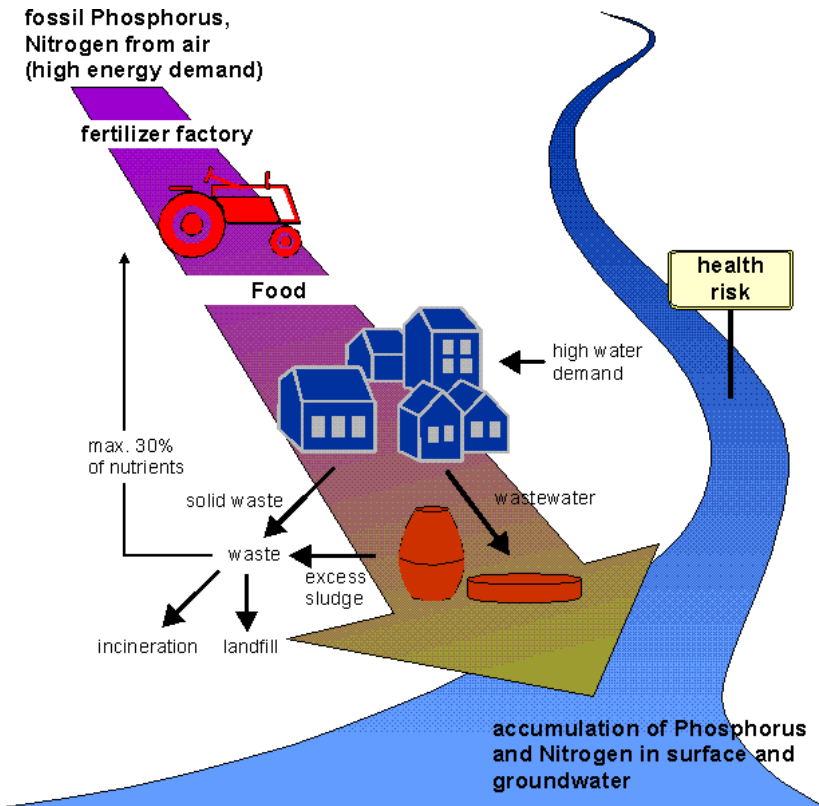 fossil Phosphorus,
Nitrogen from air
(high energy demand)
fertilizer factory
Food
health
risk
high water
demand
max. 30%
of nutrients
solid waste
wastewater
waste
excess
sludge
incineration
landfill
accumulation of Phosphorus
and Nitrogen in surface and
groundwater